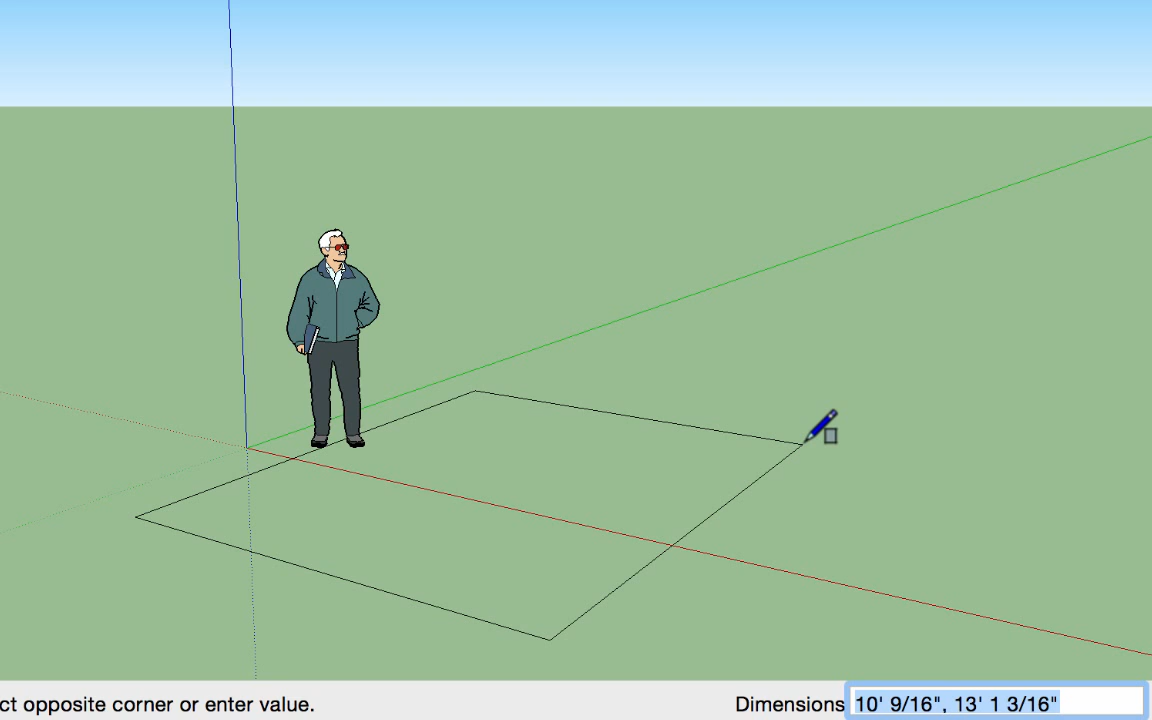 ct opposite corner or enter value.
Dimensions 10' 9/16", 13' 1 3/16"